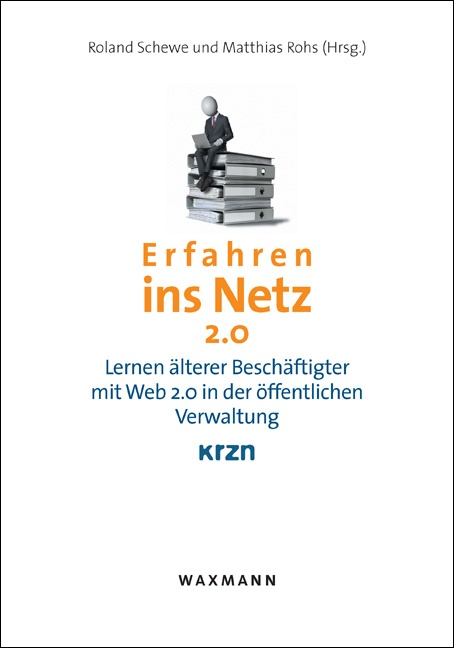 Roland Schewe und Matthias Rohs (Hrsg.)
Erfahren
ins Netz
2.0
Lernen älterer Beschäftigter
mit Web 2.0 in der öffentlichen
Verwaltung
krzn
WAXMANN